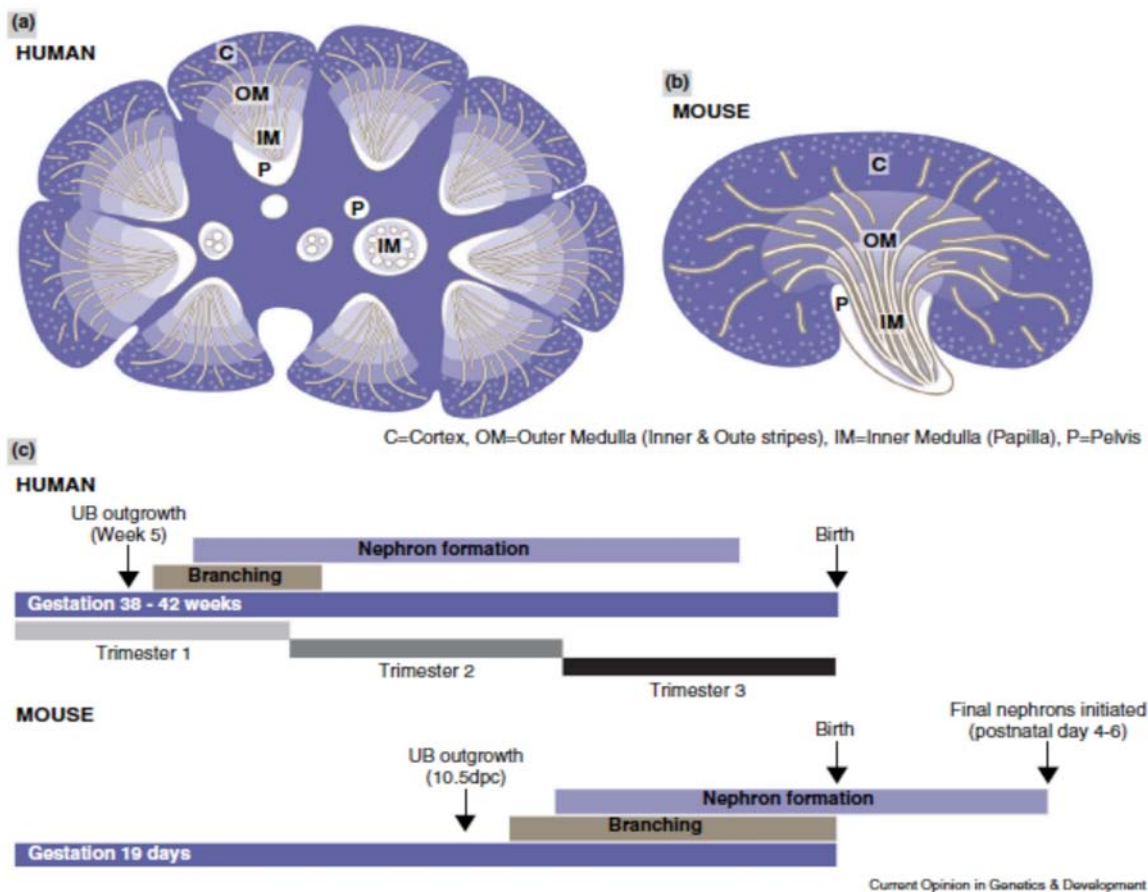 (a)
HUMAN
C
OM
IM
P
P
IM
(b)
MOUSE
C
OM
P
IM
C=Cortex, OM=Outer Medulla (Inner & Oute stripes), IM=Inner Medulla (Papilla), P=Pelvis
(c)
HUMAN
UB outgrowth
(Week 5)
Birth
Nephron formation
Branching
Gestation 38 - 42 weeks
Trimester 1
Trimester 2
Trimester 3
MOUSE
Final nephrons initiated
(postnatal day 4-6)
Birth
UB outgrowth
(10.5dpc)
Nephron formation
Branching
Gestation 19 days
Current Opinion in Genetics & Development